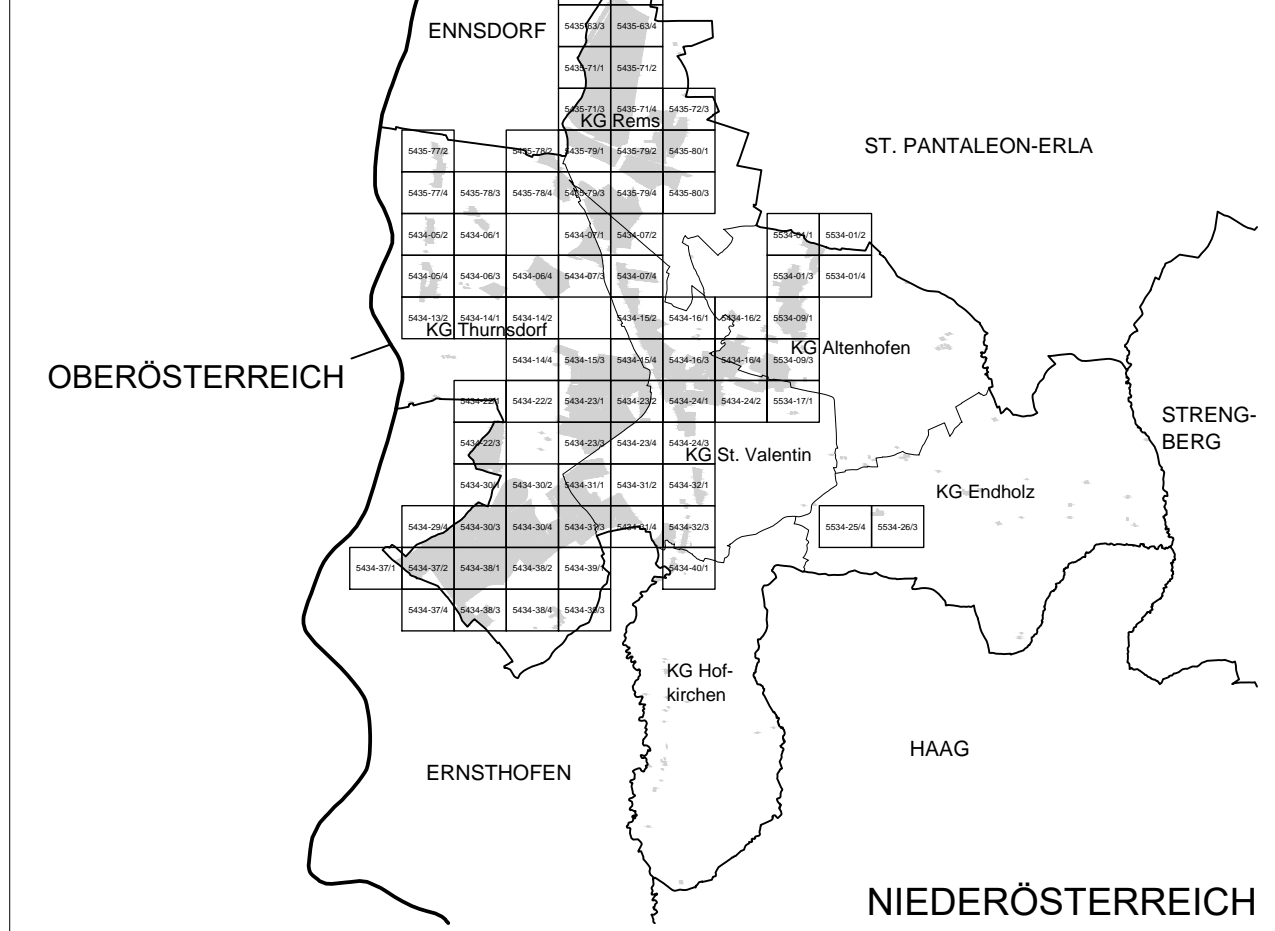 ENNSDORF
5435-63/3 5435-63/4
5435-71/1 5435-71/2
5435-71/3 5435-71/4 5435-72/3
KG Rems
ST. PANTALEON-ERLA
5435-77/2 5435-78/2 5435-79/1 5435-79/2 5435-80/1
5435-77/4 5435-78/3 5435-78/4 5435-79/3 5435-79/4 5435-80/3
5434-05/2 5434-06/1 5434-07/1 5434-07/2 5534-01/1 5534-01/2
5434-05/4 5434-06/3 5434-06/4 5434-07/3 5434-07/4 5534-01/3 5534-01/4
5434-13/2 5434-14/1 5434-14/2 5434-15/2 5434-16/1 5434-16/2 5534-09/1
KG Thurnsdorf
KG Altenhofen
5434-14/4 5434-15/3 5434-15/4 5434-16/3 5434-16/4 5534-09/3
OBERÖSTERREICH
5434-22/1 5434-22/2 5434-23/1 5434-23/2 5434-24/1 5434-24/2 5534-17/1
STRENG-
BERG
5434-22/3 5434-23/3 5434-23/4 5434-24/3
KG St. Valentin
5434-30/1 5434-30/2 5434-31/1 5434-31/2 5434-32/1
KG Endholz
5434-29/4 5434-30/3 5434-30/4 5434-31/3 5434-31/4 5434-32/3 5534-25/4 5534-26/3
5434-37/1 5434-37/2 5434-38/1 5434-38/2 5434-39/1 5434-40/1
5434-37/4 5434-38/3 5434-38/4 5434-39/3
KG Hof-
kirchen
HAAG
ERNSTHOFEN
NIEDERÖSTERREICH